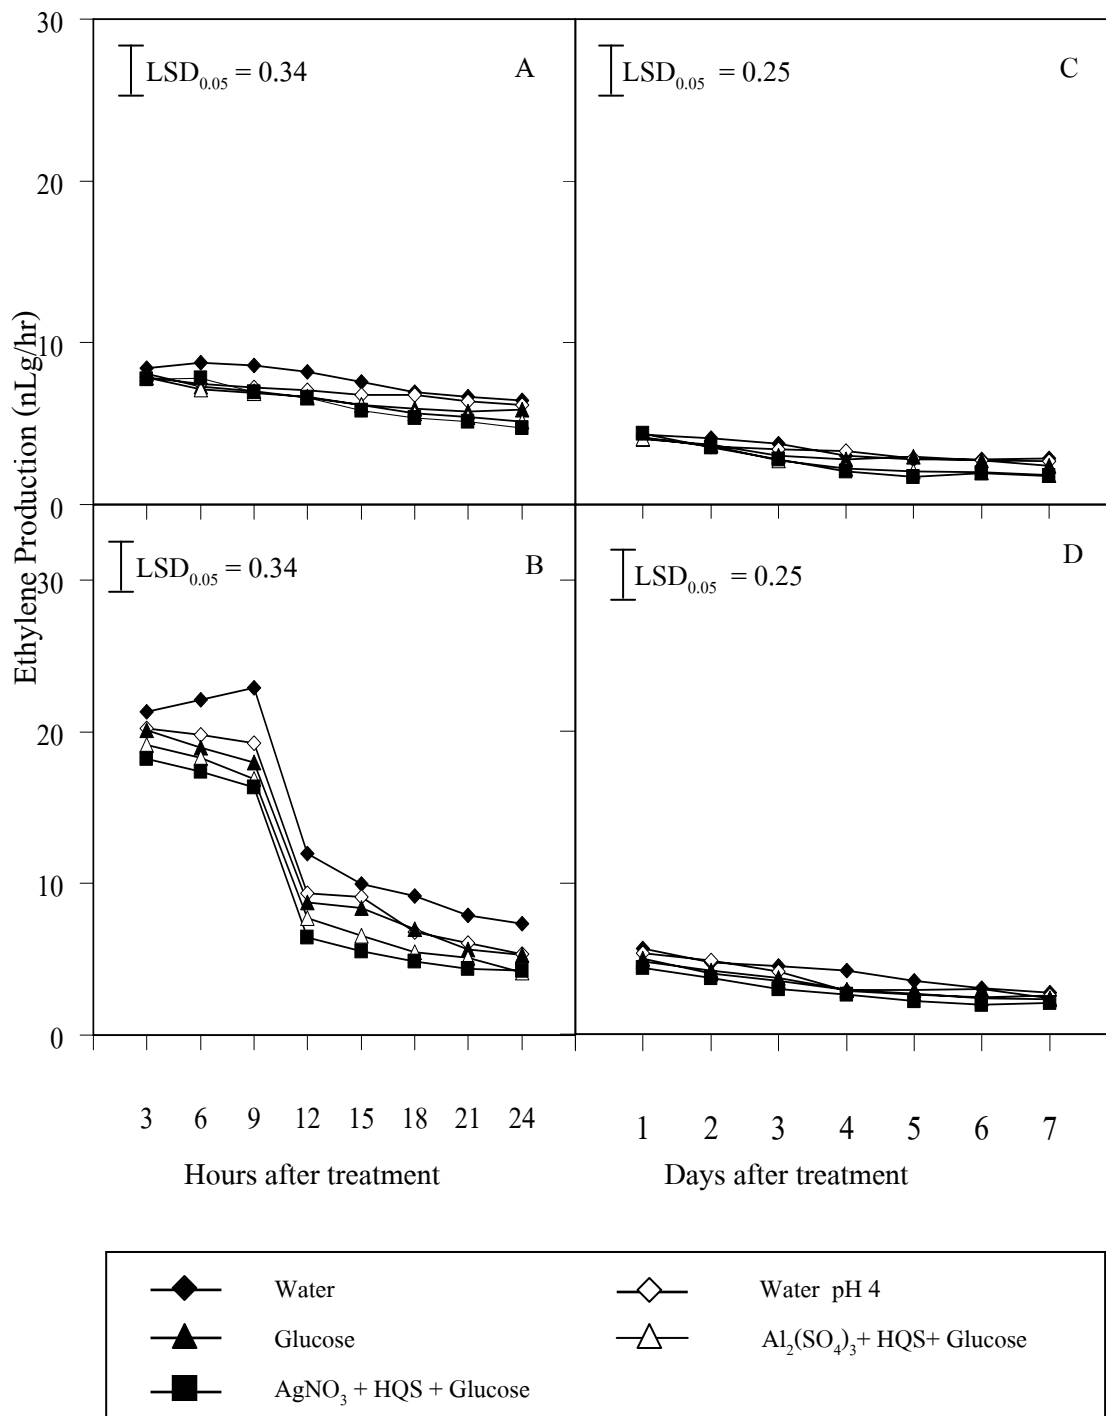 30
LSD0.05 = 0.34
A
LSD0.05 = 0.25
C
20
10
0
Ethylene Production (nLg/hr)
LSD0.05 = 0.34
B
LSD0.05 = 0.25
D
30
20
10
0
3 6 9 12 15 18 21 24
1 2 3 4 5 6 7
Hours after treatment
Days after treatment
Water
Water pH 4
Glucose
Al2(SO4)3+ HQS+ Glucose
AgNO3 + HQS + Glucose